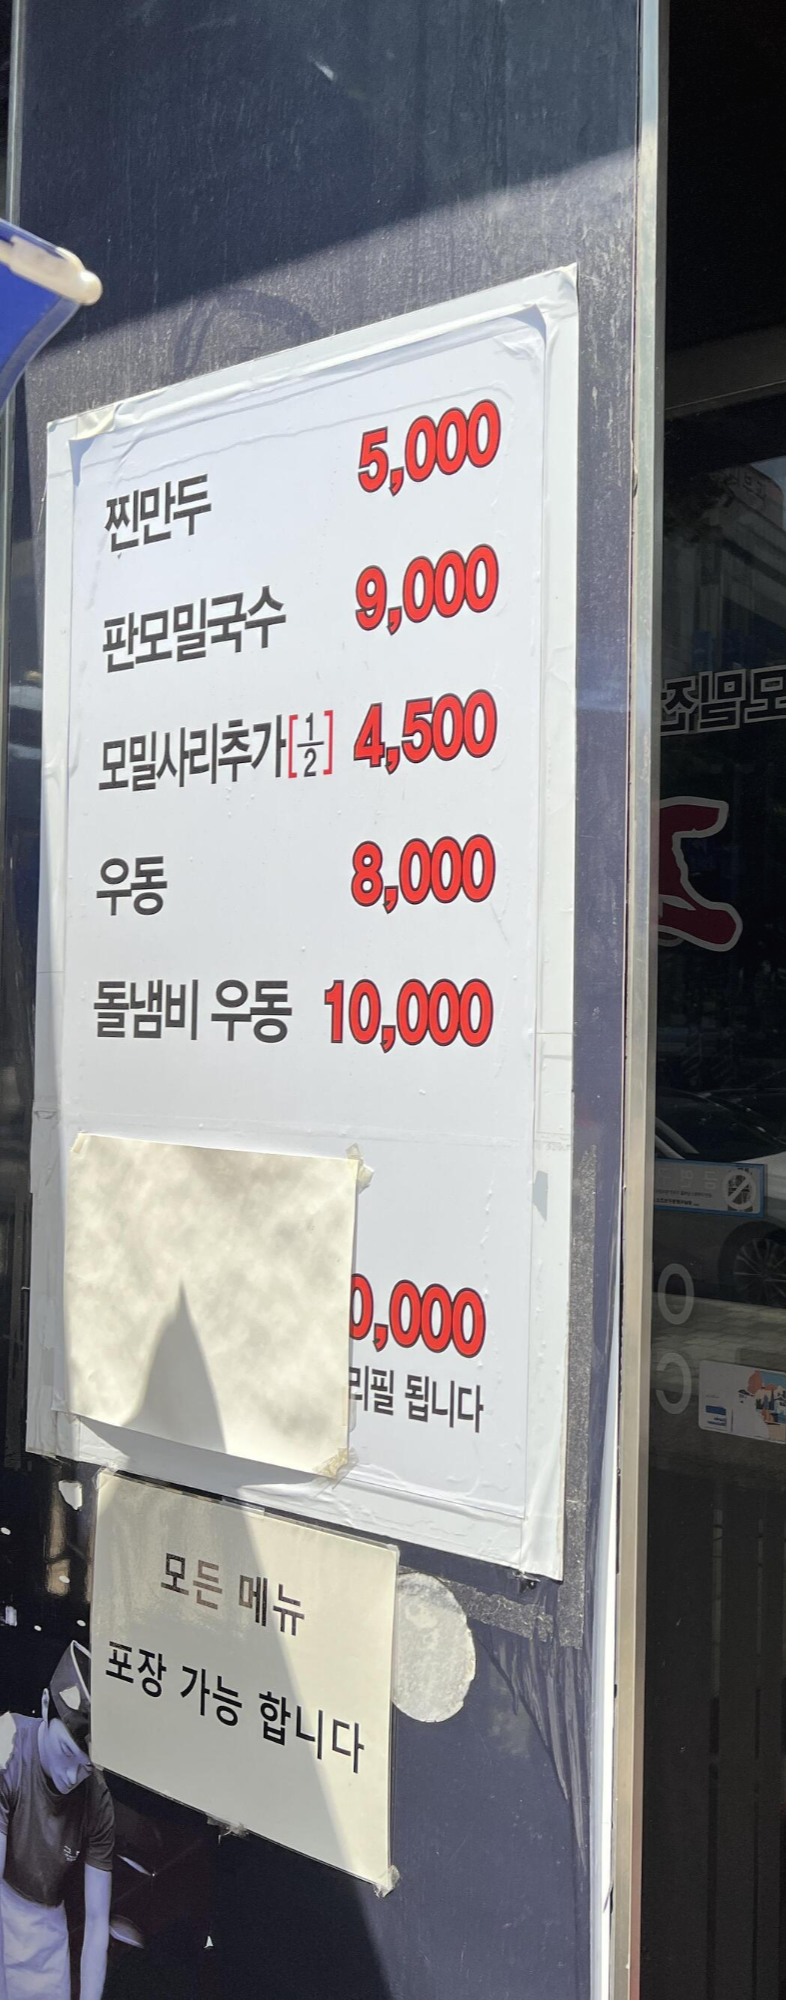 찐만두 5,000
판모밀국수 9,000
모밀사리추가[1/2] 4,500
우동 8,000
돌냄비 우동 10,000
0,000
리필 됩니다
모든 메뉴
포장 가능 합니다